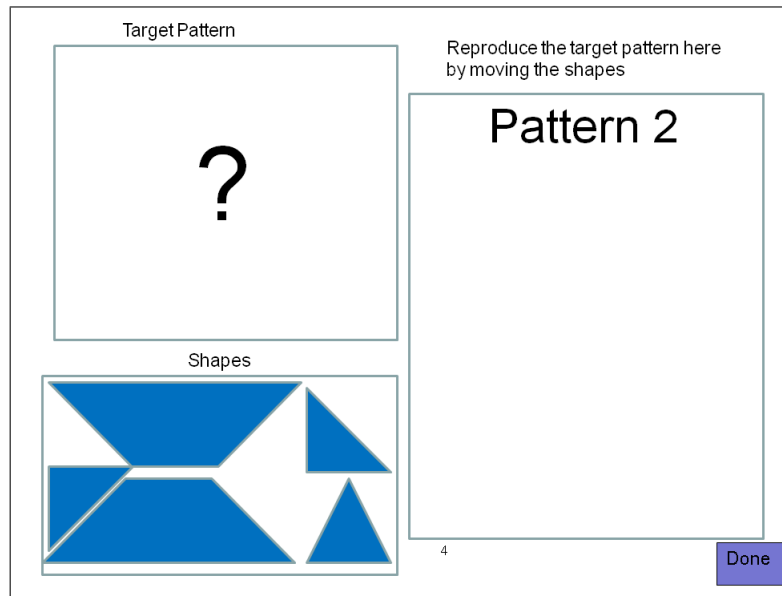 Target Pattern
Reproduce the target pattern here
by moving the shapes
?
Pattern 2
Shapes
4
Done